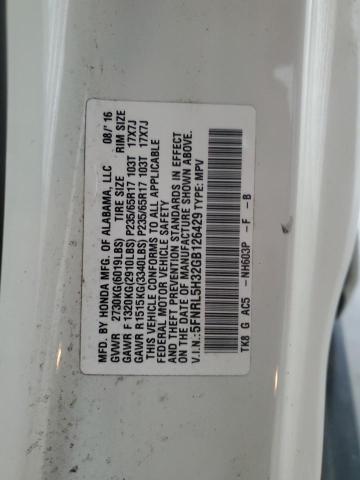 MFD. BY HONDA MFG. OF ALABAMA, LLC 08/'16
GVWR 2730KG(6019LBS) TIRE SIZE RIM SIZE
GAWR F 1320KG(2910LBS) P235/65R17 103T 17X7J
GAWR R1515KG(3340LBS) P235/65R17 103T 17X7J
THIS VEHICLE CONFORMS TO ALL APPLICABLE
FEDERAL MOTOR VEHICLE SAFETY
AND THEFT PREVENTION STANDARDS IN EFFECT
ON THE DATE OF MANUFACTURE SHOWN ABOVE.
V.I.N.:5FNRL5H32GB126429 TYPE: MPV
TK8 G AC5 - NH603P - F - B